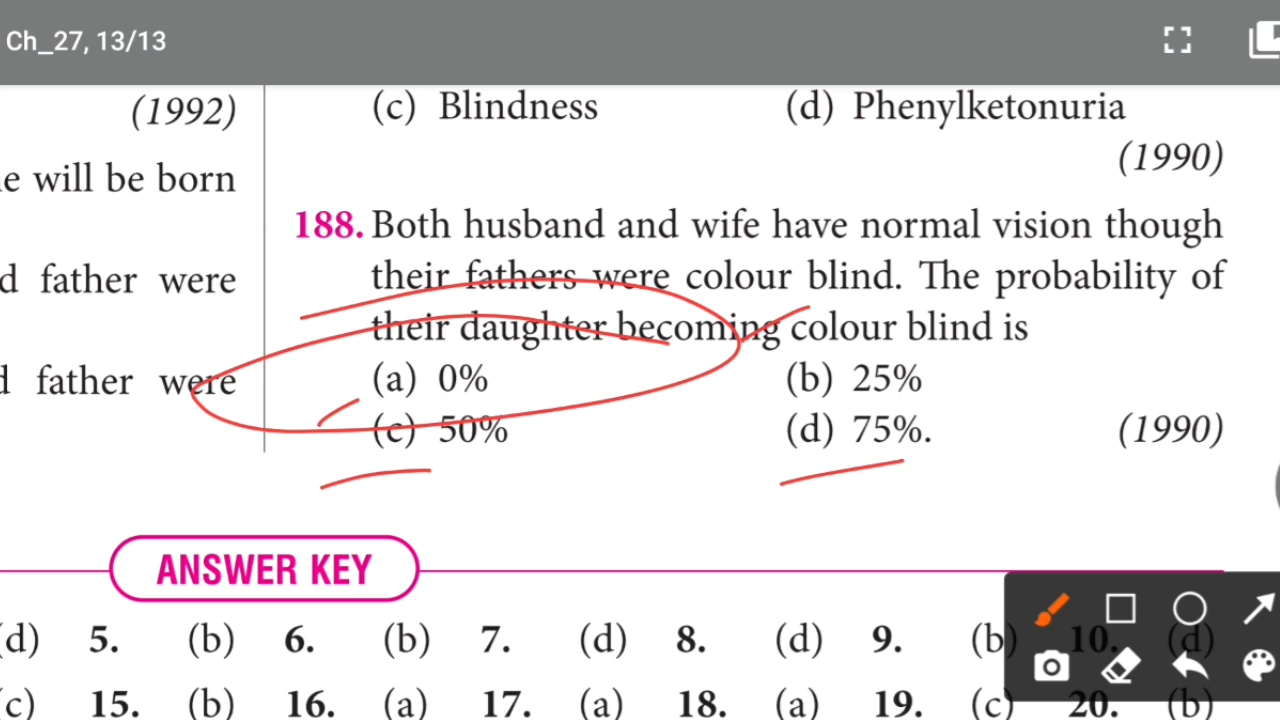 Ch_27, 13/13
(1992)
e will be born
d father were
d father were
(c) Blindness (d) Phenylketonuria
(1990)
188. Both husband and wife have normal vision though
their fathers were colour blind. The probability of
their daughter becoming colour blind is
(a) 0% (b) 25%
(c) 50% (d) 75%. (1990)
ANSWER KEY
(d) 5. (b) 6. (b) 7. (d) 8. (d) 9. (b) 10. (d)
(c) 15. (b) 16. (a) 17. (a) 18. (a) 19. (c) 20. (b)